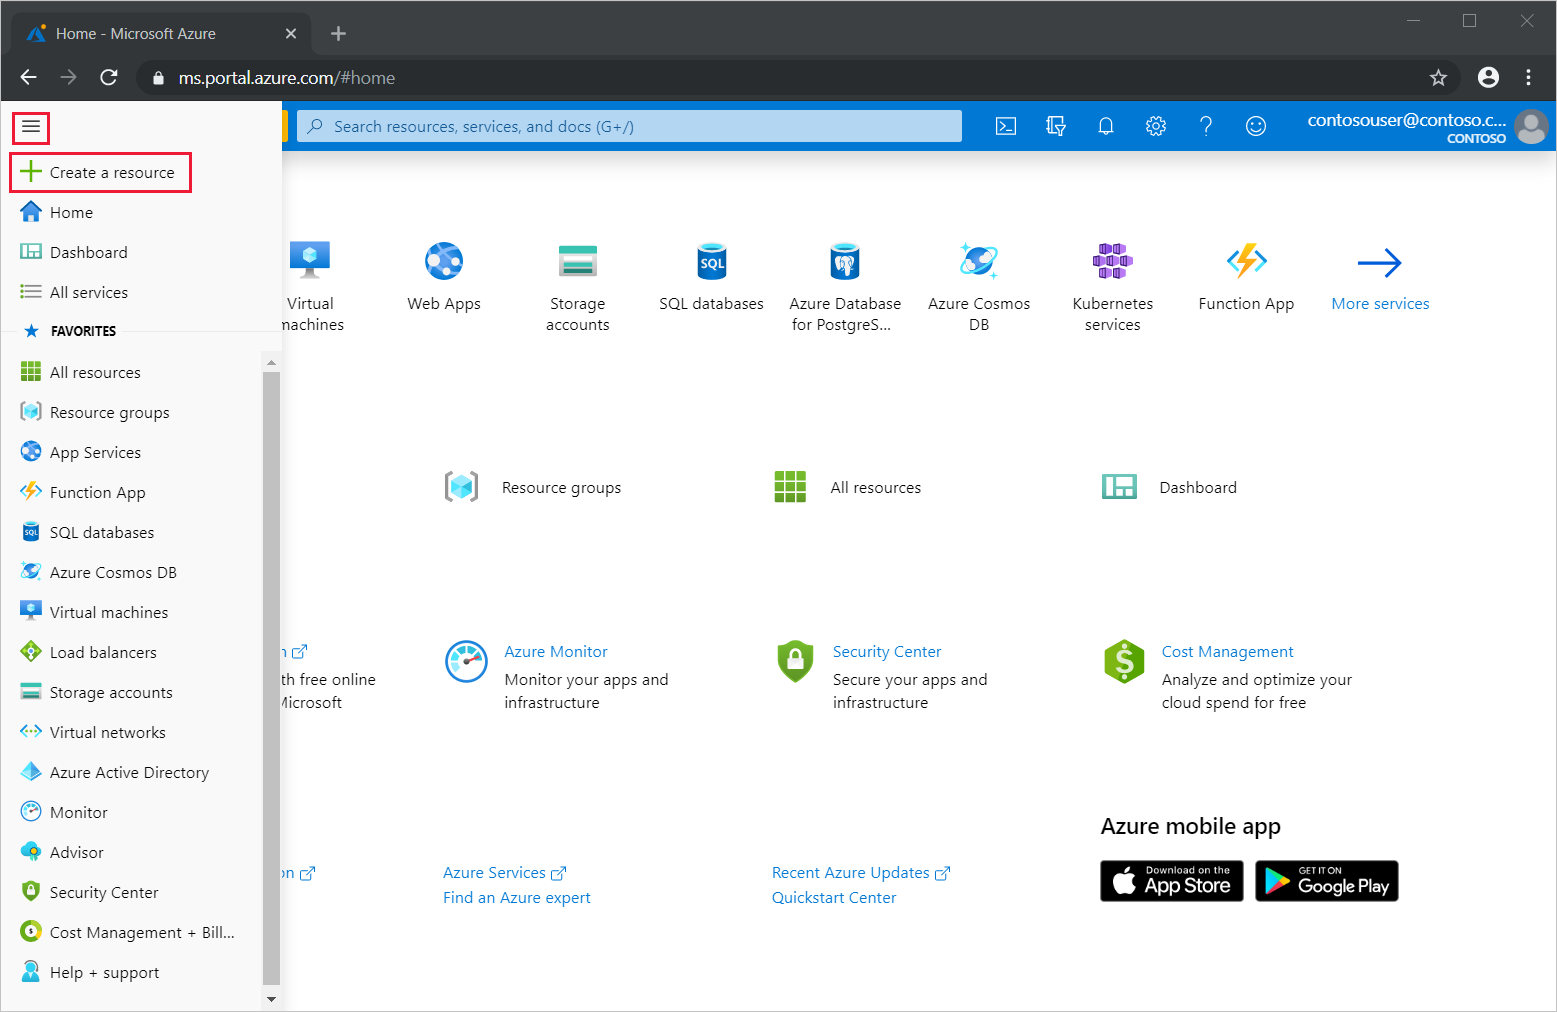 Home - Microsoft Azure
ms.portal.azure.com/#home
Search resources, services, and docs (G+/)
contosouser@contoso.c...
CONTOSO
Create a resource
Home
Dashboard
All services
FAVORITES
All resources
Resource groups
App Services
Function App
SQL databases
Azure Cosmos DB
Virtual machines
Load balancers
Storage accounts
Virtual networks
Azure Active Directory
Monitor
Advisor
Security Center
Cost Management + Bill...
Help + support
Virtual
machines
Web Apps
Storage
accounts
SQL
SQL databases
Azure Database
for PostgreS...
Azure Cosmos
DB
Kubernetes
services
Function App
More services
Resource groups
All resources
Dashboard
th free online
Microsoft
Azure Monitor
Monitor your apps and
infrastructure
Security Center
Secure your apps and
infrastructure
Cost Management
Analyze and optimize your
cloud spend for free
Azure Services
Find an Azure expert
Recent Azure Updates
Quickstart Center
Azure mobile app
Download on the
App Store
GET IT ON
Google Play